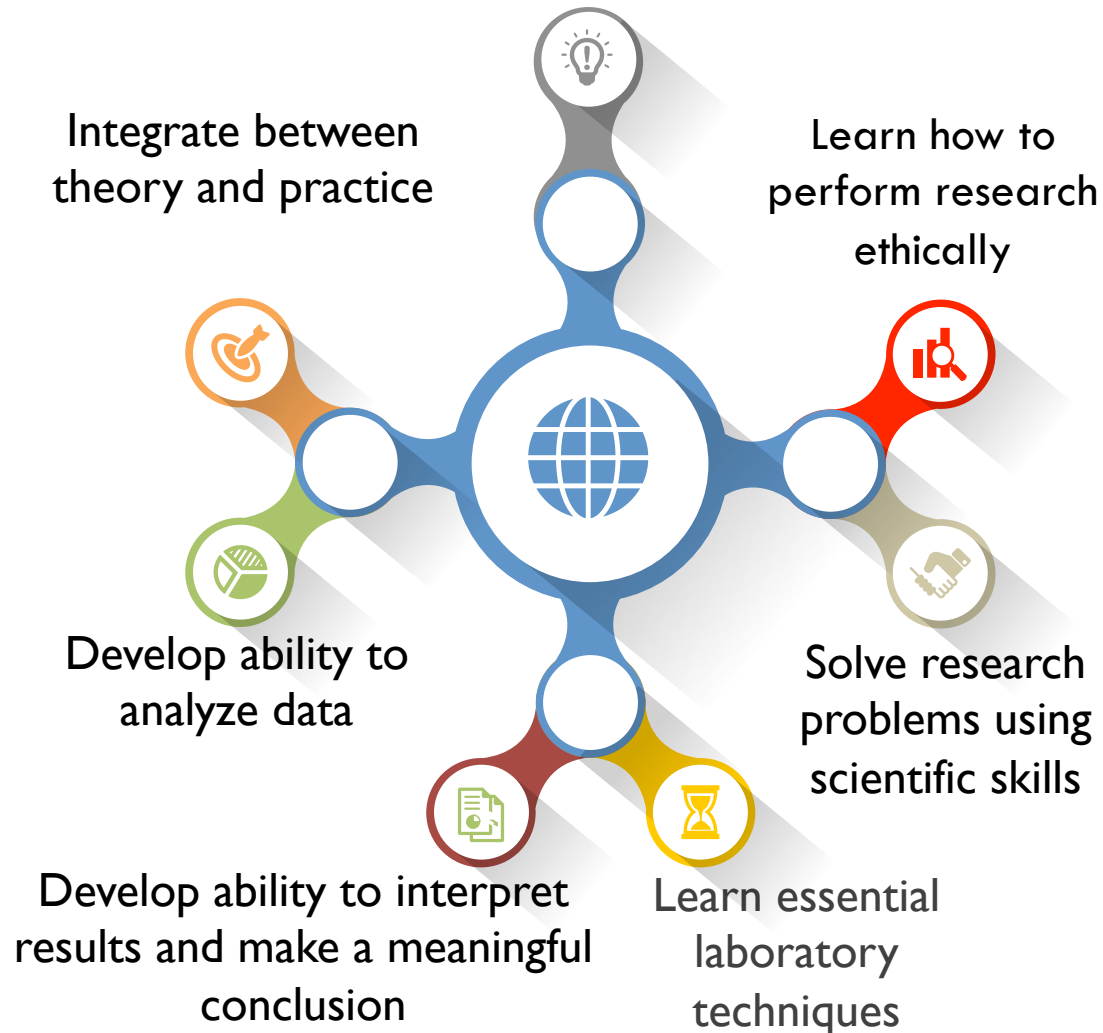 Integrate between
theory and practice
Learn how to
perform research
ethically
Develop ability to
analyze data
Solve research
problems using
scientific skills
Develop ability to interpret
results and make a meaningful
conclusion
Learn essential
laboratory
techniques